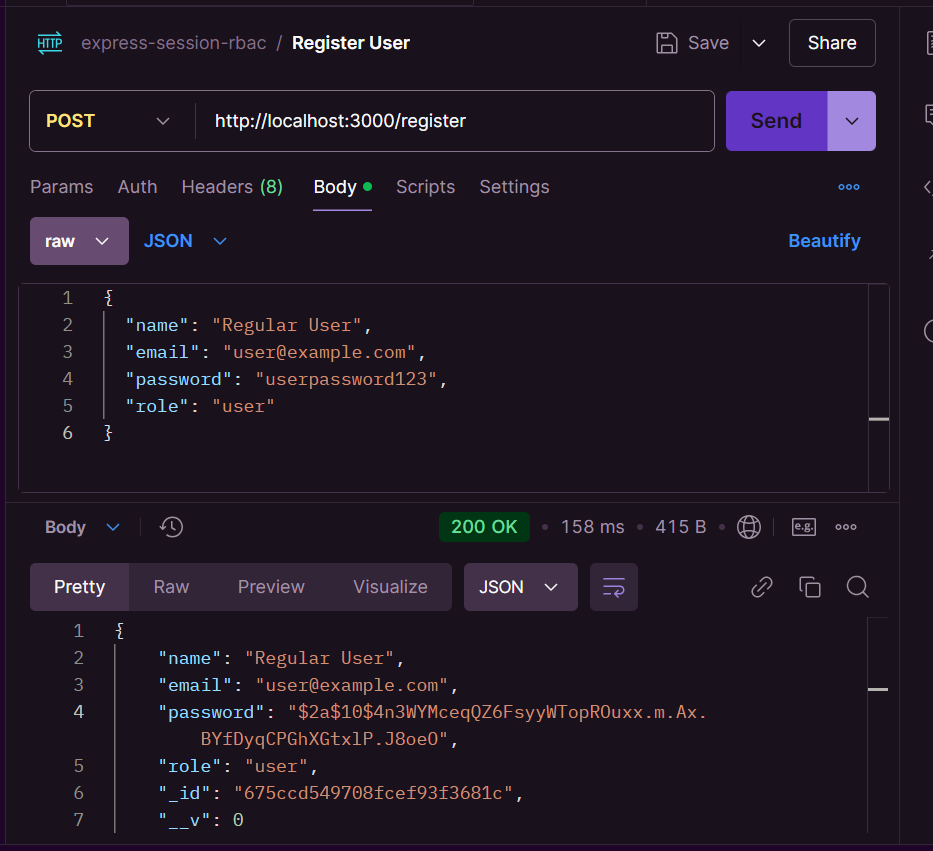 HTTP express-session-rbac / Register User Save Share
POST http://localhost:3000/register Send
Params Auth Headers (8) Body Scripts Settings
raw JSON Beautify
1 {
2 "name": "Regular User",
3 "email": "user@example.com",
4 "password": "userpassword123",
5 "role": "user"
6 }
Body 200 OK • 158 ms • 415 B • e.g.
Pretty Raw Preview Visualize JSON
1 {
2 "name": "Regular User",
3 "email": "user@example.com",
4 "password": "$2a$10$4n3WYMceqQZ6FsyyWTopROuxx.m.Ax.
BYfDyqCPGhXGtxlP.J8oeO",
5 "role": "user",
6 "_id": "675ccd549708fcef93f3681c",
7 "__v": 0